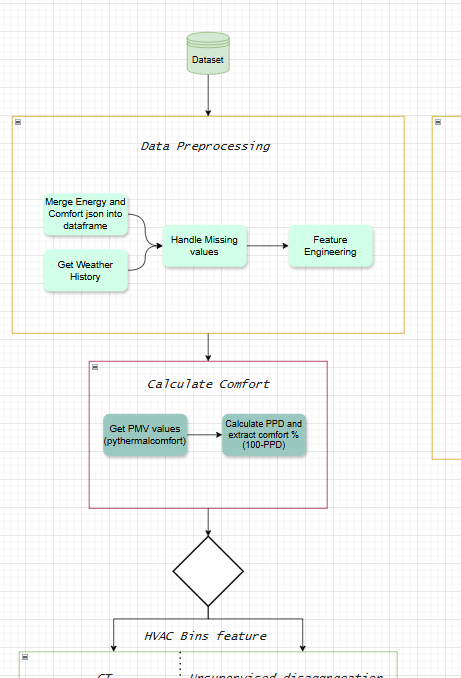 Dataset
Data Preprocessing
Merge Energy and
Comfort json into
dataframe
Get Weather
History
Handle Missing
values
Feature
Engineering
Calculate Comfort
Get PMV values
(pythermalcomfort)
Calculate PPD and
extract comfort %
(100-PPD)
HVAC Bins feature
CT
Unsupervised